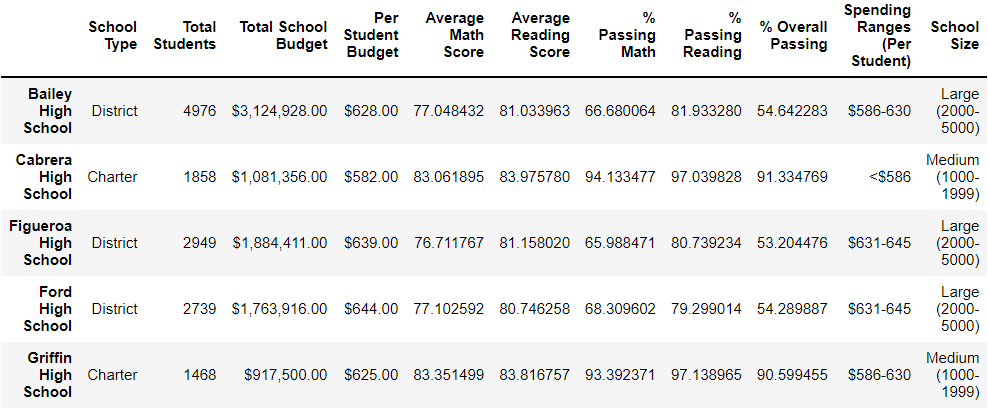 School Type Total Students Total School Budget Per Student Budget Average Math Score Average Reading Score % Passing Math % Passing Reading % Overall Passing Spending Ranges (Per Student) School Size
Bailey High School District 4976 $3,124,928.00 $628.00 77.048432 81.033963 66.680064 81.933280 54.642283 $586-630 Large (2000-5000)
Cabrera High School Charter 1858 $1,081,356.00 $582.00 83.061895 83.975780 94.133477 97.039828 91.334769 <$586 Medium (1000-1999)
Figueroa High School District 2949 $1,884,411.00 $639.00 76.711767 81.158020 65.988471 80.739234 53.204476 $631-645 Large (2000-5000)
Ford High School District 2739 $1,763,916.00 $644.00 77.102592 80.746258 68.309602 79.299014 54.289887 $631-645 Large (2000-5000)
Griffin High School Charter 1468 $917,500.00 $625.00 83.351499 83.816757 93.392371 97.138965 90.599455 $586-630 Medium (1000-1999)